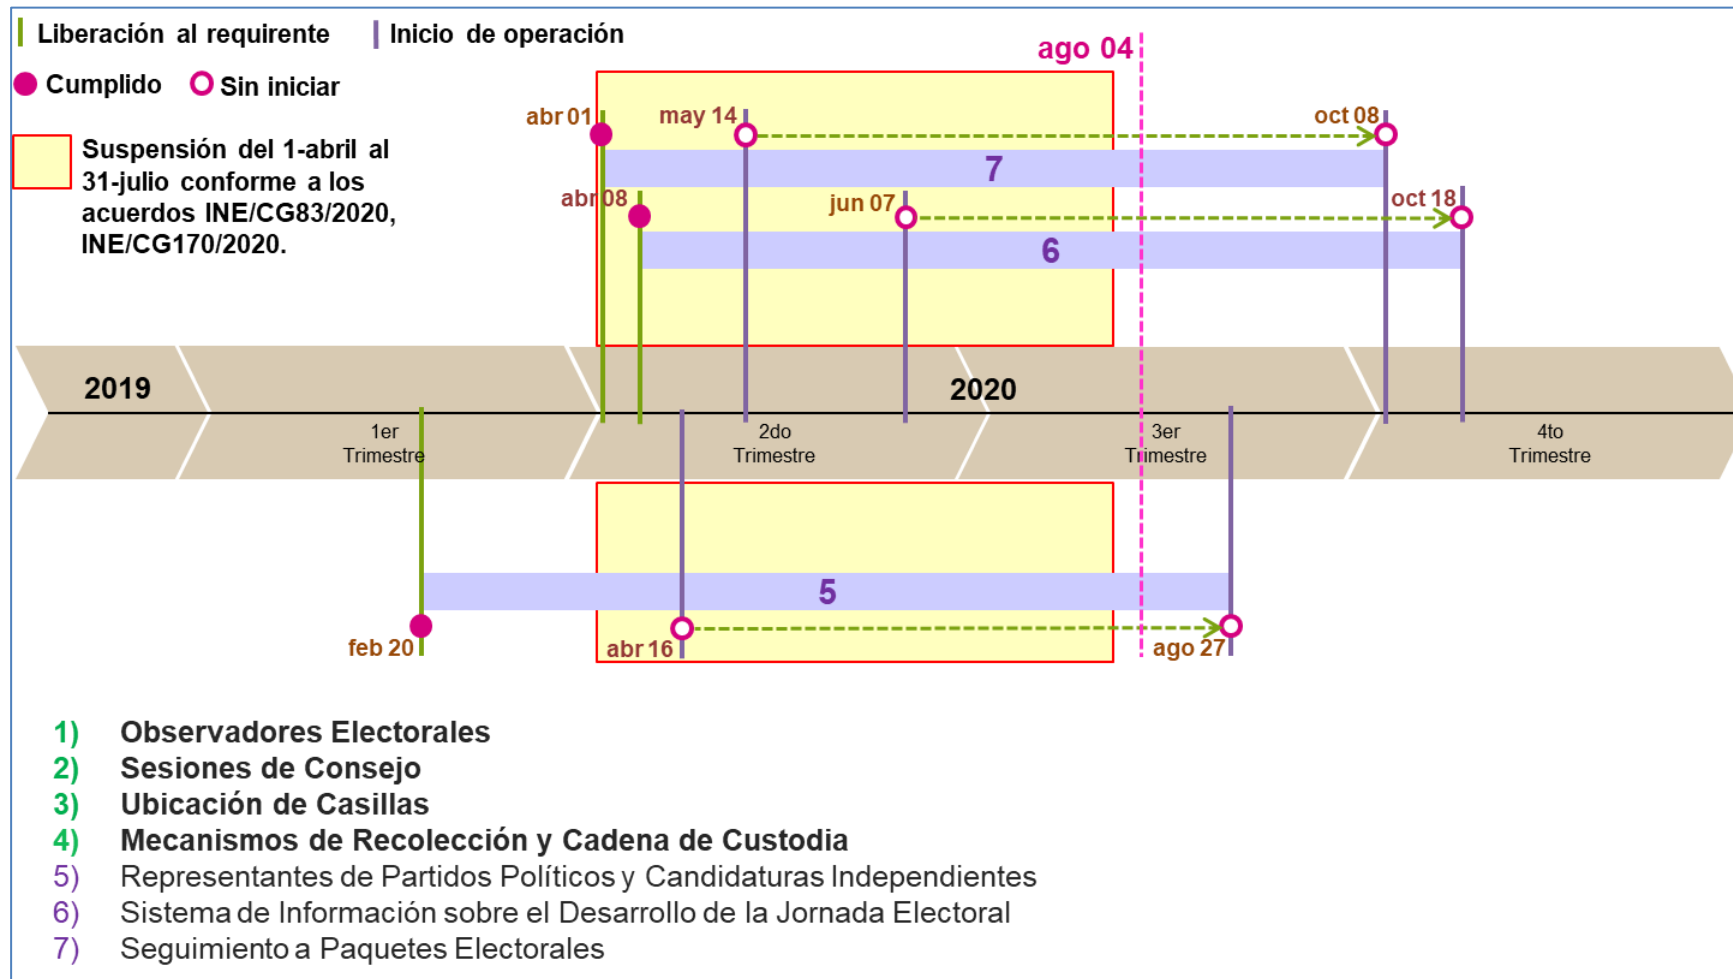 Liberación al requirente
Inicio de operación
Cumplido
Sin iniciar
Suspensión del 1-abril al
31-julio conforme a los
acuerdos INE/CG83/2020,
INE/CG170/2020.
ago 04
abr 01
may 14
oct 08
7
abr 08
jun 07
oct 18
6
2019
2020
1er
Trimestre
2do
Trimestre
3er
Trimestre
4to
Trimestre
5
feb 20
abr 16
ago 27
1) Observadores Electorales
2) Sesiones de Consejo
3) Ubicación de Casillas
4) Mecanismos de Recolección y Cadena de Custodia
5) Representantes de Partidos Políticos y Candidaturas Independientes
6) Sistema de Información sobre el Desarrollo de la Jornada Electoral
7) Seguimiento a Paquetes Electorales